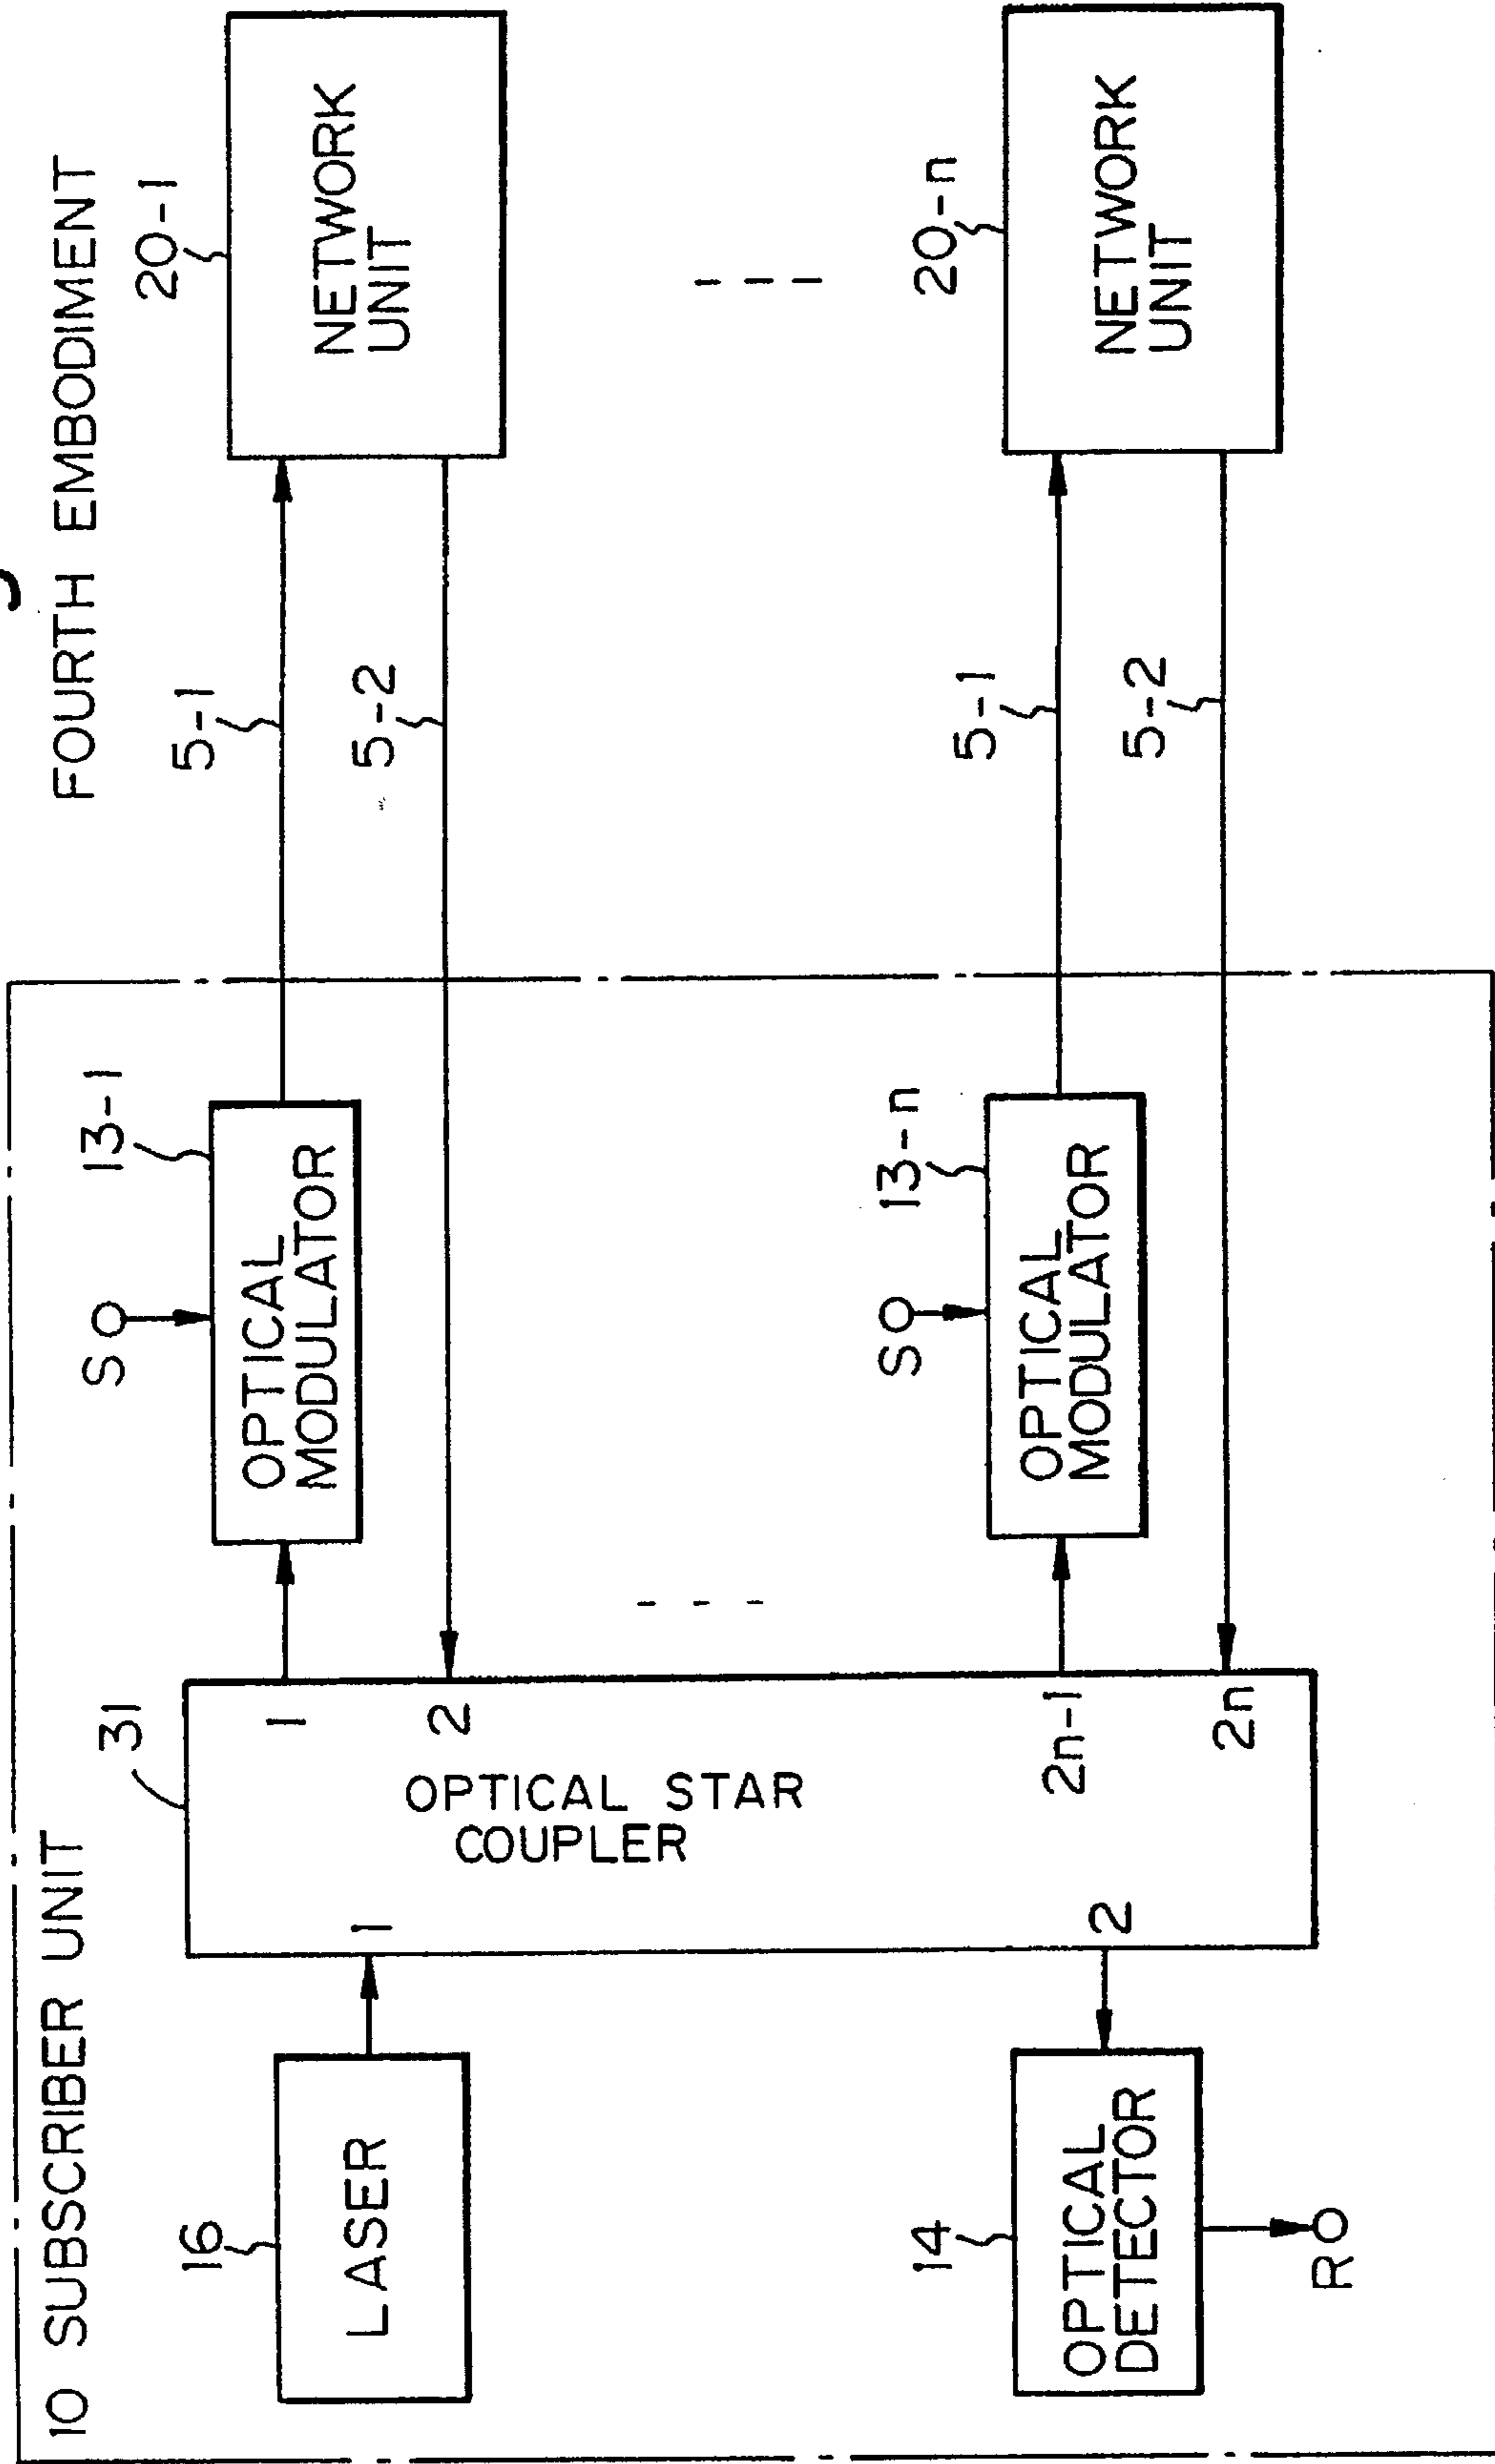 FOURTH EMBODIMENT
10 SUBSCRIBER UNIT
16
LASER
31
1
1
2
OPTICAL STAR
COUPLER
2
2n-1
2n
S
13-1
OPTICAL
MODULATOR
5-1
5-2
20-1
NETWORK
UNIT
14
OPTICAL
DETECTOR
R
S
13-n
OPTICAL
MODULATOR
5-1
5-2
20-n
NETWORK
UNIT